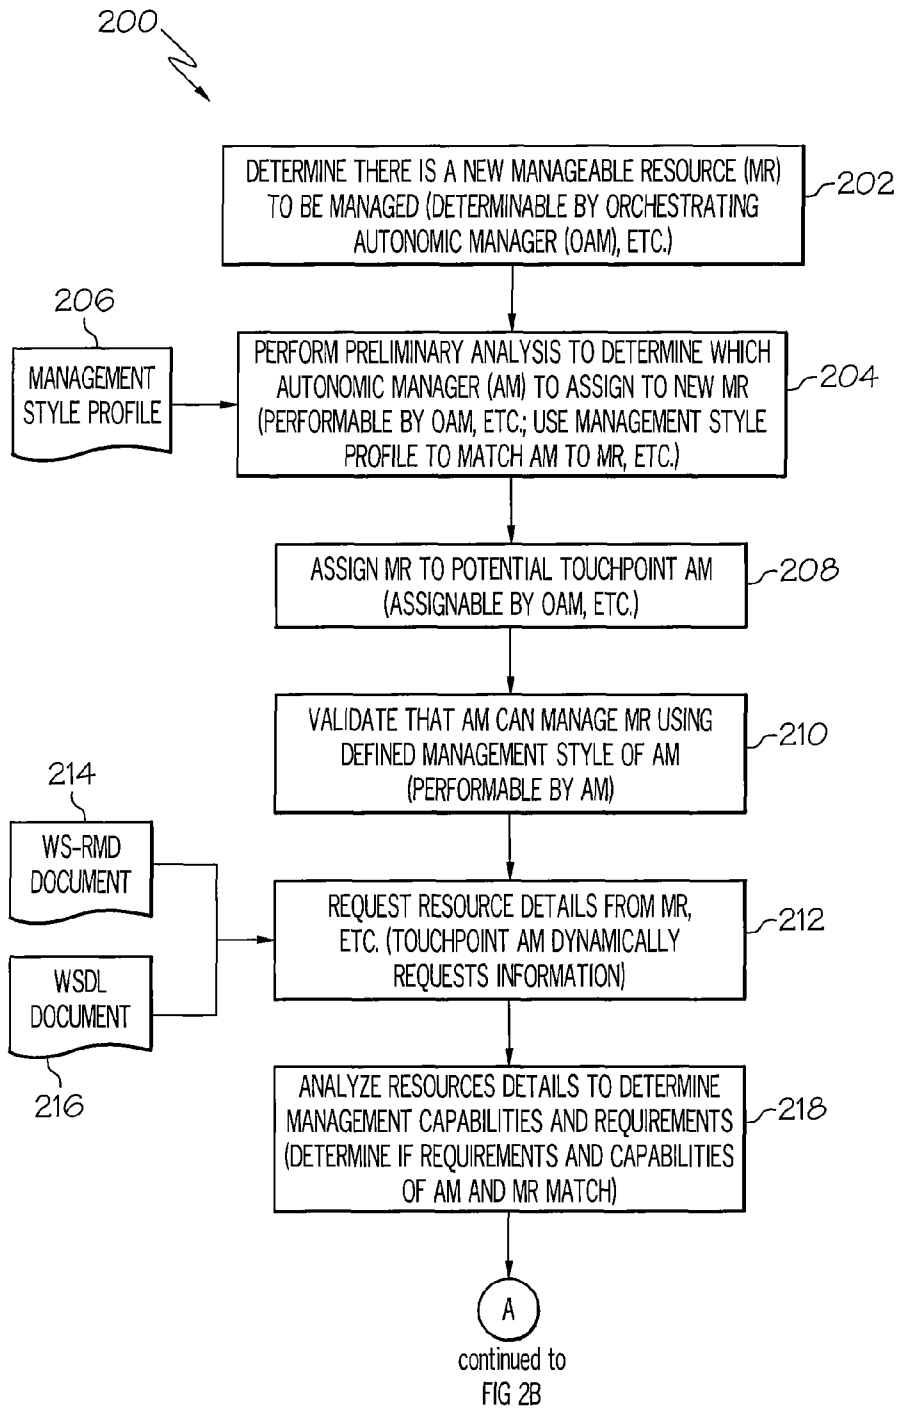 200
DETERMINE THERE IS A NEW MANAGEABLE RESOURCE (MR)
TO BE MANAGED (DETERMINABLE BY ORCHESTRATING
AUTONOMIC MANAGER (OAM), ETC.)
202
206
MANAGEMENT
STYLE PROFILE
PERFORM PRELIMINARY ANALYSIS TO DETERMINE WHICH
AUTONOMIC MANAGER (AM) TO ASSIGN TO NEW MR
(PERFORMABLE BY OAM, ETC.; USE MANAGEMENT STYLE
PROFILE TO MATCH AM TO MR, ETC.)
204
ASSIGN MR TO POTENTIAL TOUCHPOINT AM
(ASSIGNABLE BY OAM, ETC.)
208
VALIDATE THAT AM CAN MANAGE MR USING
DEFINED MANAGEMENT STYLE OF AM
(PERFORMABLE BY AM)
210
214
WS-RMD
DOCUMENT
WSDL
DOCUMENT
216
REQUEST RESOURCE DETAILS FROM MR,
ETC. (TOUCHPOINT AM DYNAMICALLY
REQUESTS INFORMATION)
212
ANALYZE RESOURCES DETAILS TO DETERMINE
MANAGEMENT CAPABILITIES AND REQUIREMENTS
(DETERMINE IF REQUIREMENTS AND CAPABILITIES
OF AM AND MR MATCH)
218
A
continued to
FIG 2B